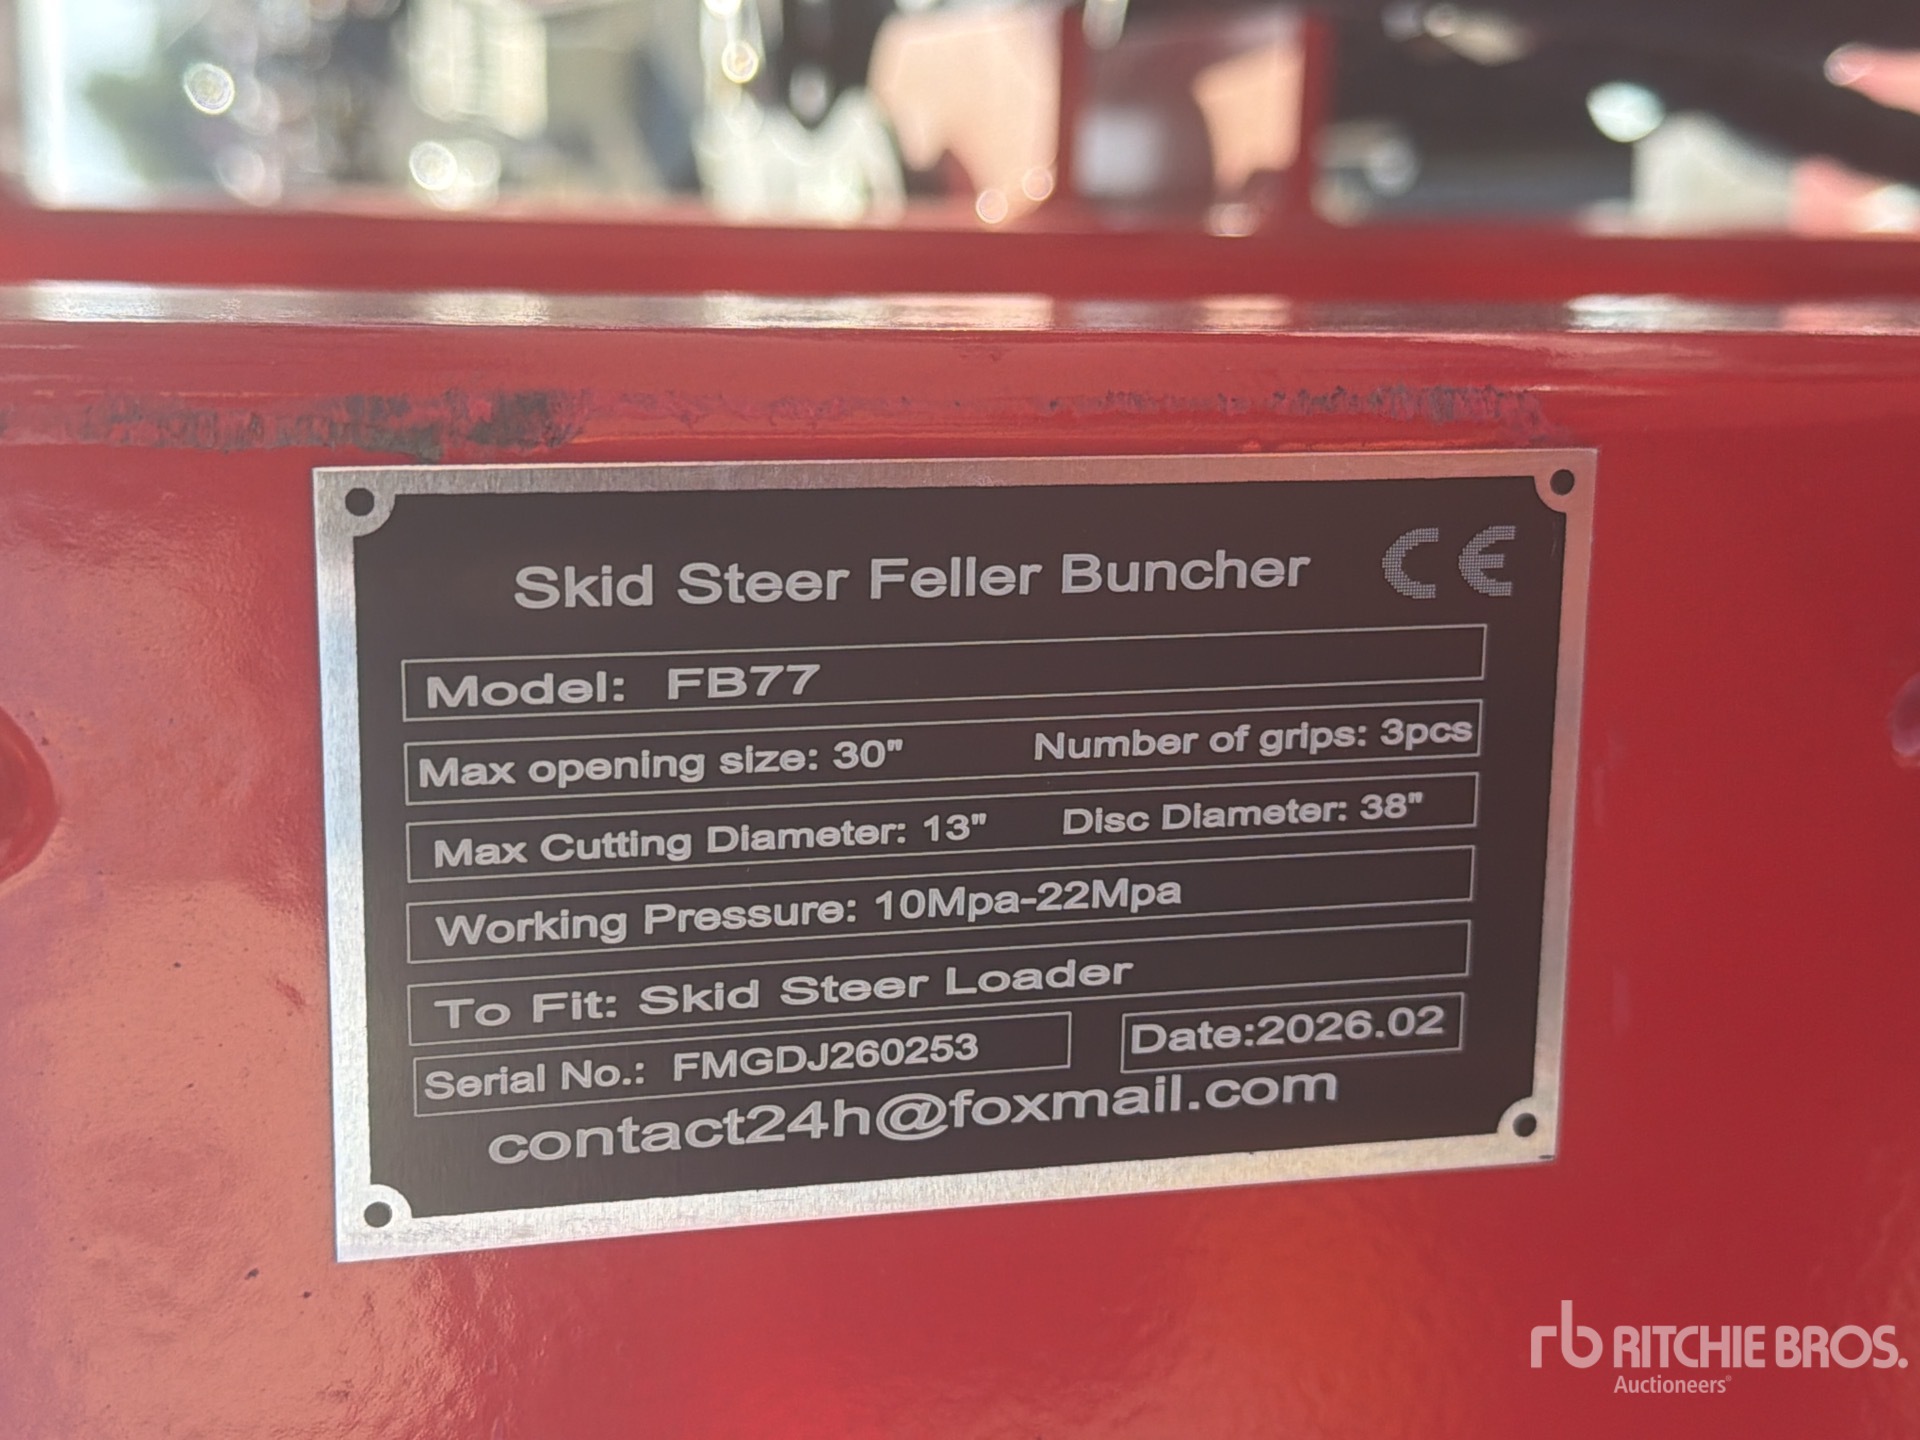 Skid Steer Feller Buncher CE
Model: FB77
Max opening size: 30" Number of grips: 3pcs
Max Cutting Diameter: 13" Disc Diameter: 38"
Working Pressure: 10Mpa-22Mpa
To Fit: Skid Steer Loader
Serial No.: FMGDJ260253 Date:2026.02
contact24h@foxmail.com
rb RITCHIE BROS.
Auctioneers